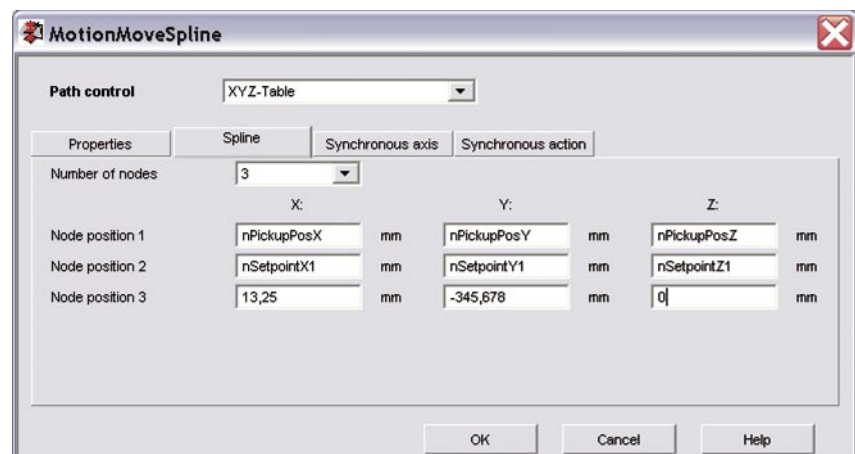 MotionMoveSpline
Path control XYZ-Table
Properties Spline Synchronous axis Synchronous action
Number of nodes 3
X: Y: Z:
Node position 1 nPickupPosX mm nPickupPosY mm nPickupPosZ mm
Node position 2 nSetpointX1 mm nSetpointY1 mm nSetpointZ1 mm
Node position 3 13,25 mm -345,678 mm 0 mm
OK Cancel Help